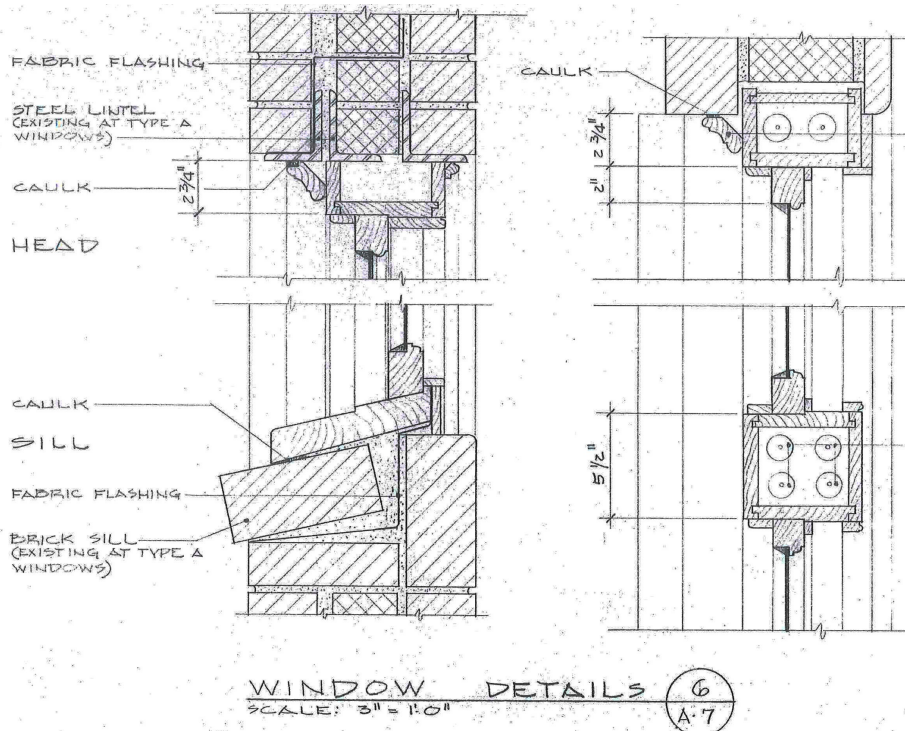 FABRIC FLASHING
STEEL LINTEL
(EXISTING AT TYPE A
WINDOWS)
CAULK
2 3/4"
HEAD
CAULK
2 3/4"
2"
CAULK
SILL
FABRIC FLASHING
BRICK SILL
(EXISTING AT TYPE A
WINDOWS)
5 1/2"
WINDOW DETAILS
SCALE: 3" = 1'0"
6
A-7